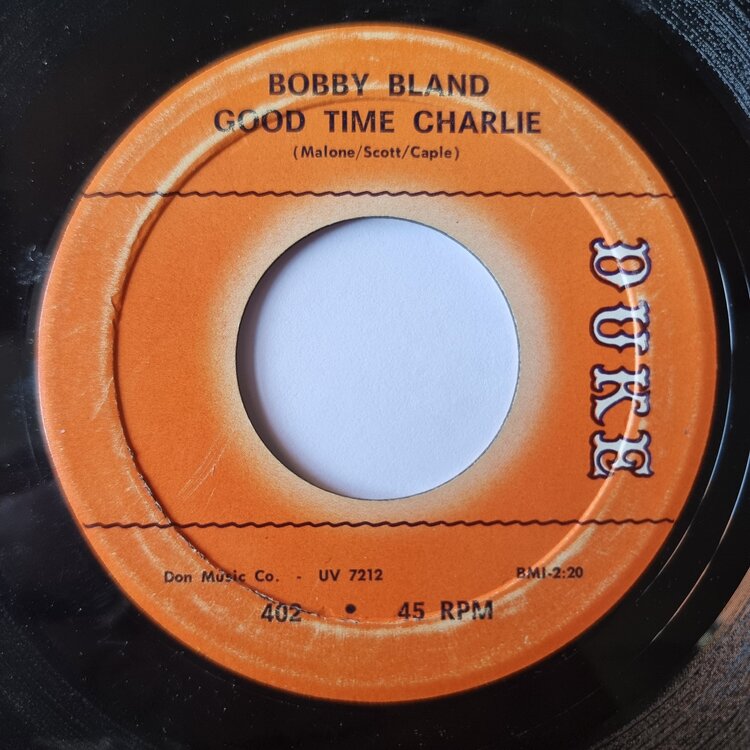 BOBBY BLAND
GOOD TIME CHARLIE
(Malone/Scott/Caple)
DUKE
Don Music Co. - UV 7212 BMI-2:20
402 • 45 RPM